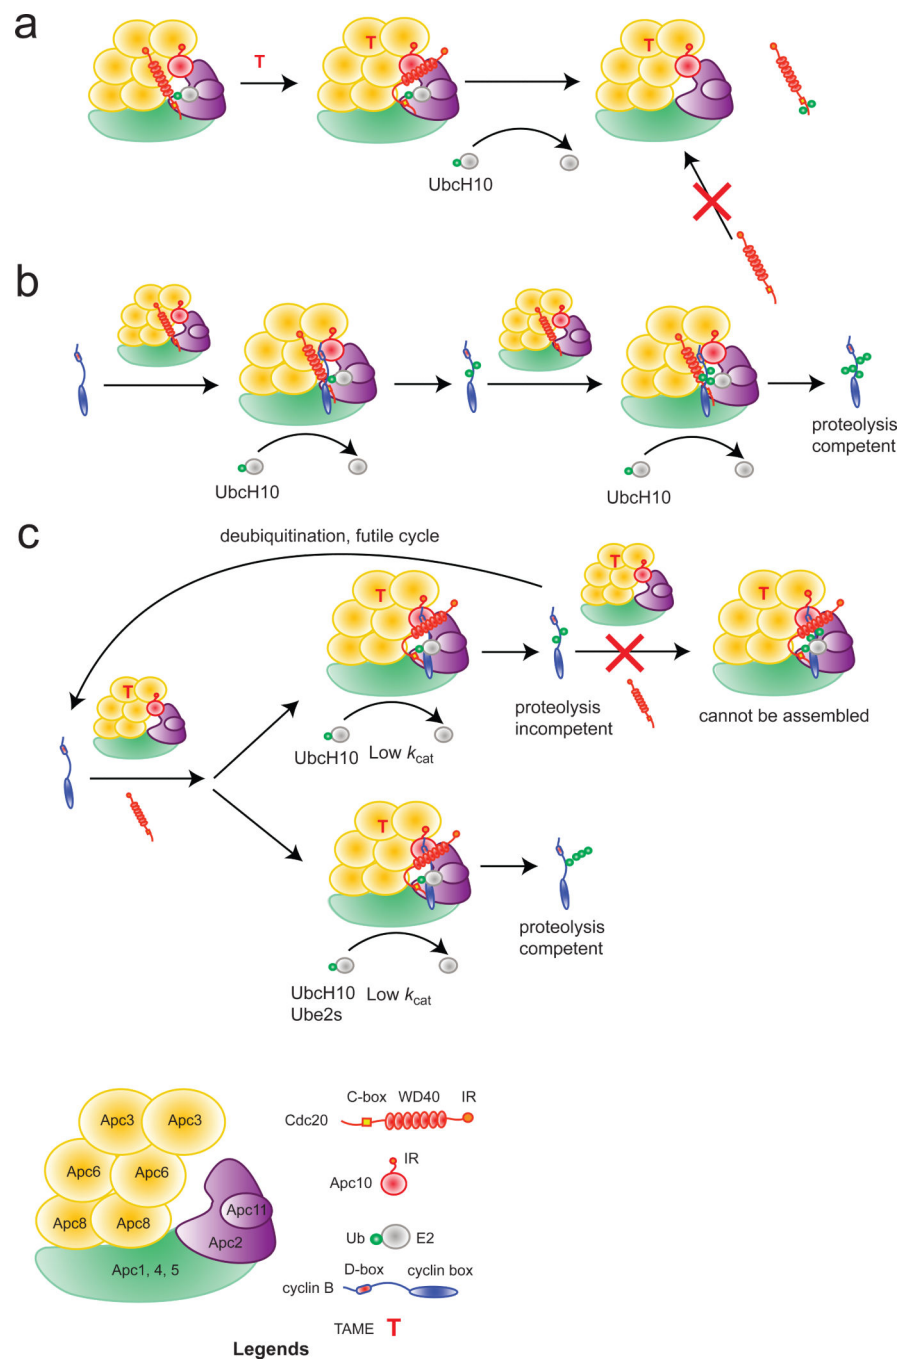 a
T
T
T
UbcH10
b
UbcH10
UbcH10
proteolysis
competent
c
deubiquitination, futile cycle
T
T
T
T
proteolysis
incompetent
cannot be assembled
UbcH10 Low kcat
T
proteolysis
competent
UbcH10 Low kcat
Ube2s
Apc3 Apc3
Apc6 Apc6
Apc8 Apc8
Apc11
Apc2
Apc1, 4, 5
C-box WD40 IR
Cdc20
IR
Apc10
Ub E2
D-box cyclin box
cyclin B
TAME T
Legends